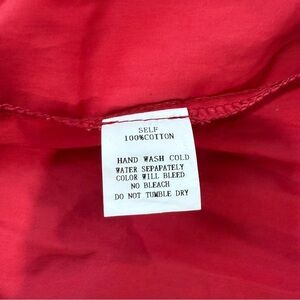 SELF
100%COTTON
HAND WASH COLD
WATER SEPAPATELY
COLOR WILL BLEED
NO BLEACH
DO NOT TUMBLE DRY